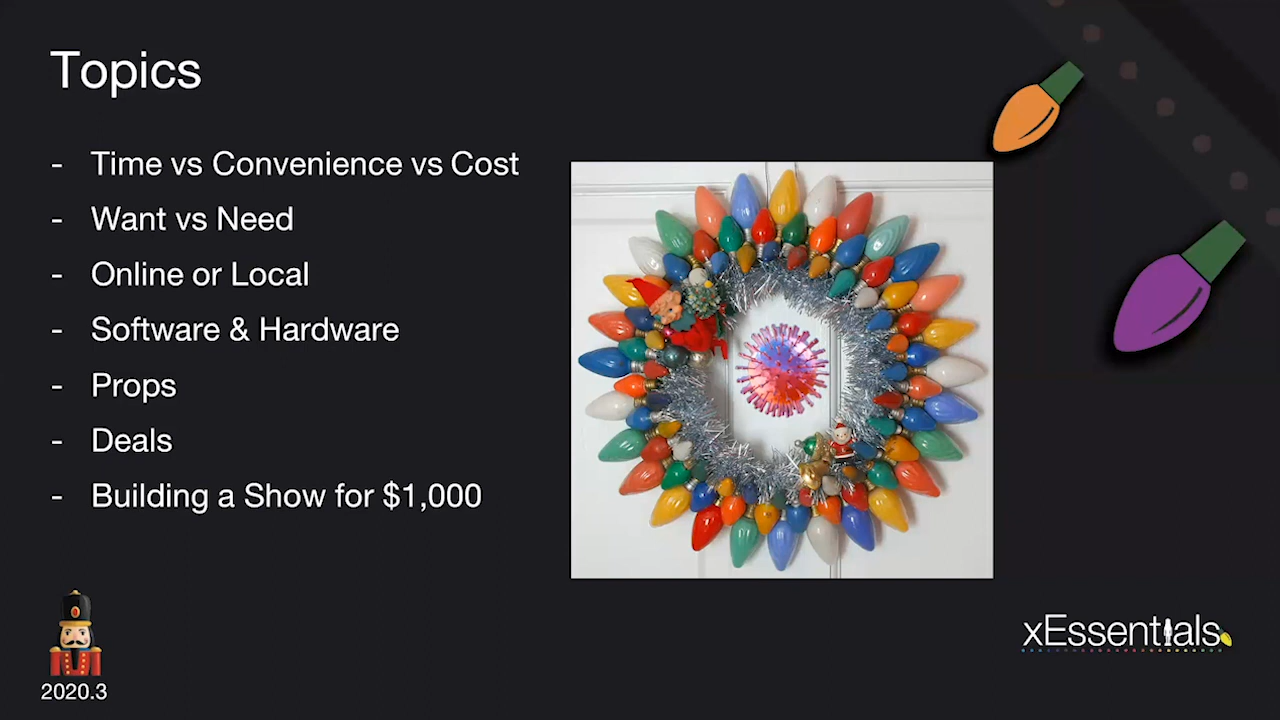 Topics
- Time vs Convenience vs Cost
- Want vs Need
- Online or Local
- Software & Hardware
- Props
- Deals
- Building a Show for $1,000
xEssentials
2020.3